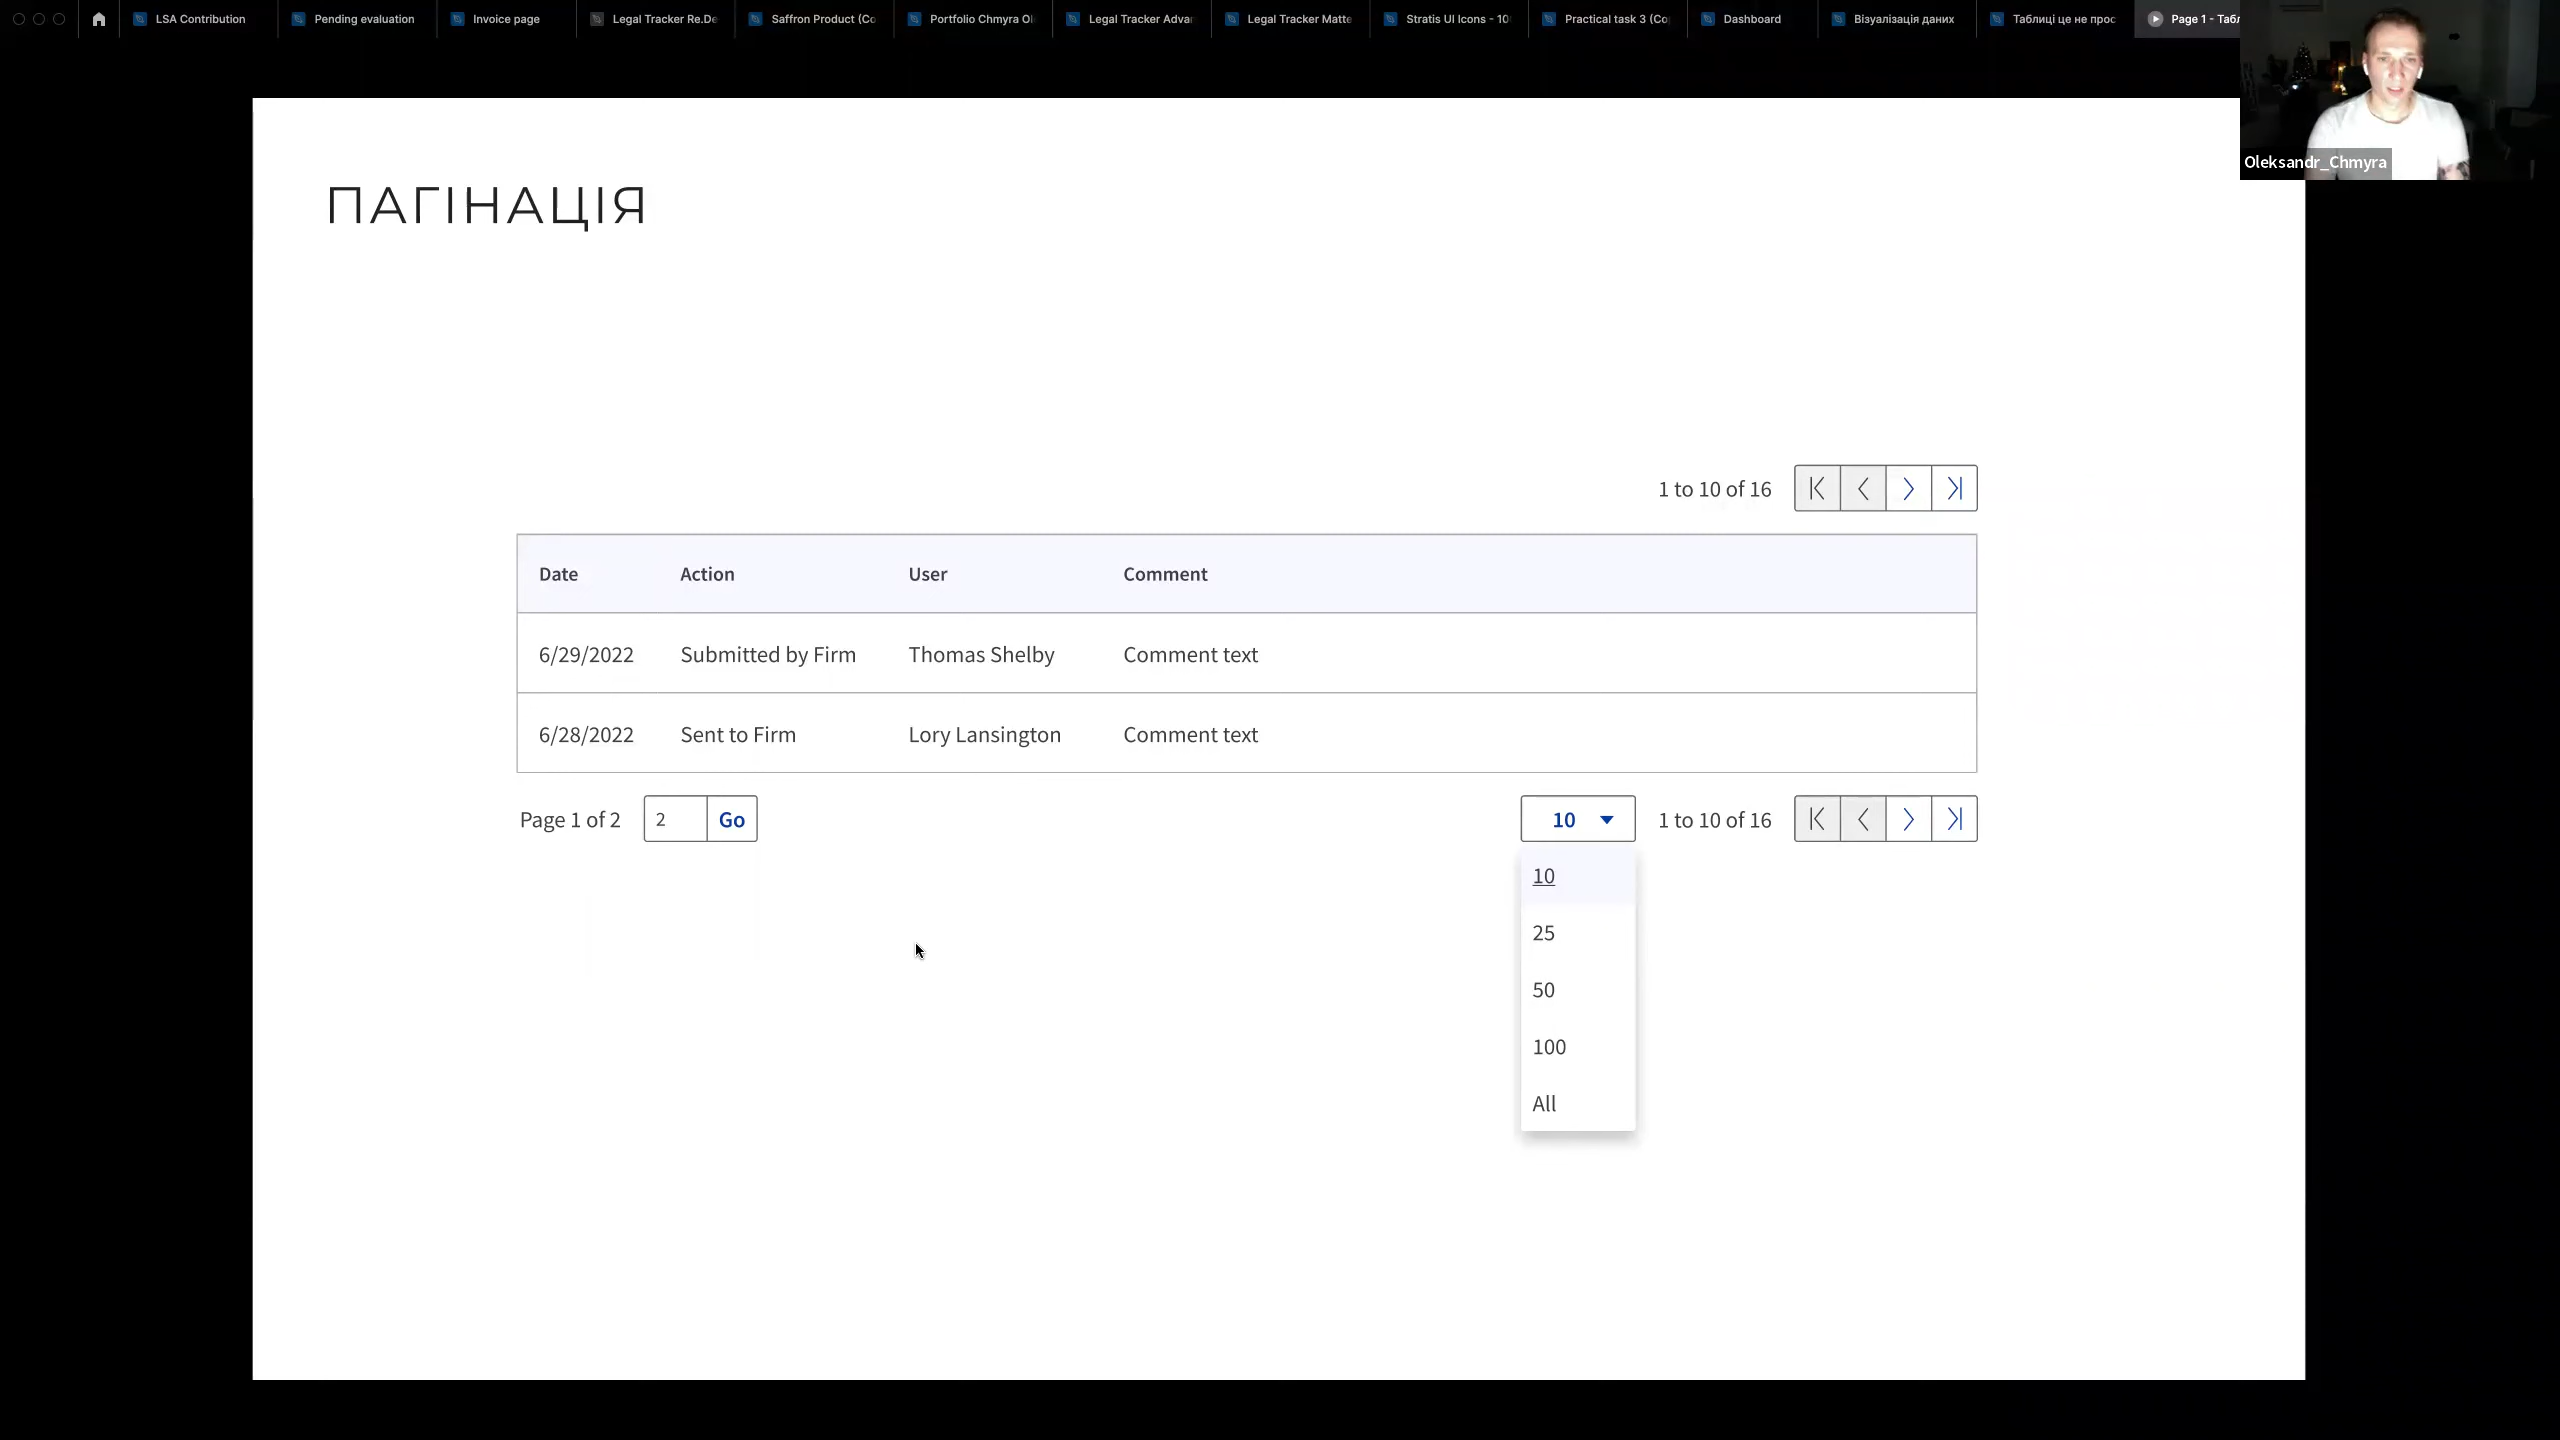 LSA Contribution
Pending evaluation
Invoice page
Legal Tracker Re.De
Saffron Product (Co
Portfolio Chmyra Ol
Legal Tracker Advar
Legal Tracker Matte
Stratis UI Icons - 10
Practical task 3 (Co
Dashboard
Візуалізація даних
Таблиці це не прос
Page 1 - Табл
Oleksandr_Chmyra
ПАГІНАЦІЯ
1 to 10 of 16
Date Action User Comment
6/29/2022 Submitted by Firm Thomas Shelby Comment text
6/28/2022 Sent to Firm Lory Lansington Comment text
Page 1 of 2 2 Go 10 1 to 10 of 16
10
25
50
100
All